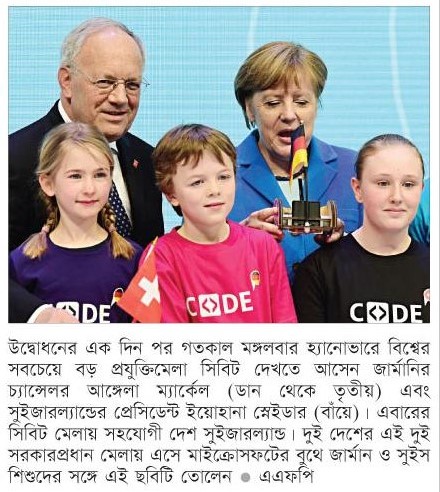 C<>DE
C<>DE
C<>DE
উদ্বোধনের এক দিন পর গতকাল মঙ্গলবার হ্যানোভারে বিশ্বের
সবচেয়ে বড় প্রযুক্তিমেলা সিবিট দেখতে আসেন জার্মানির
চ্যান্সেলর আঙ্গেলা ম্যার্কেল (ডান থেকে তৃতীয়) এবং
সুইজারল্যান্ডের প্রেসিডেন্ট ইয়োহানা স্নেইডার (বাঁয়ে)। এবারের
সিবিট মেলায় সহযোগী দেশ সুইজারল্যান্ড। দুই দেশের এই দুই
সরকারপ্রধান মেলায় এসে মাইক্রোসফটের বুথে জার্মান ও সুইস
শিশুদের সঙ্গে এই ছবিটি তোলেন ● এএফপি